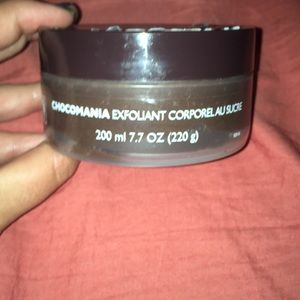 CHOCOMANIA EXFOLIANT CORPOREL AU SUCRE
200 ml 7.7 OZ (220 g)